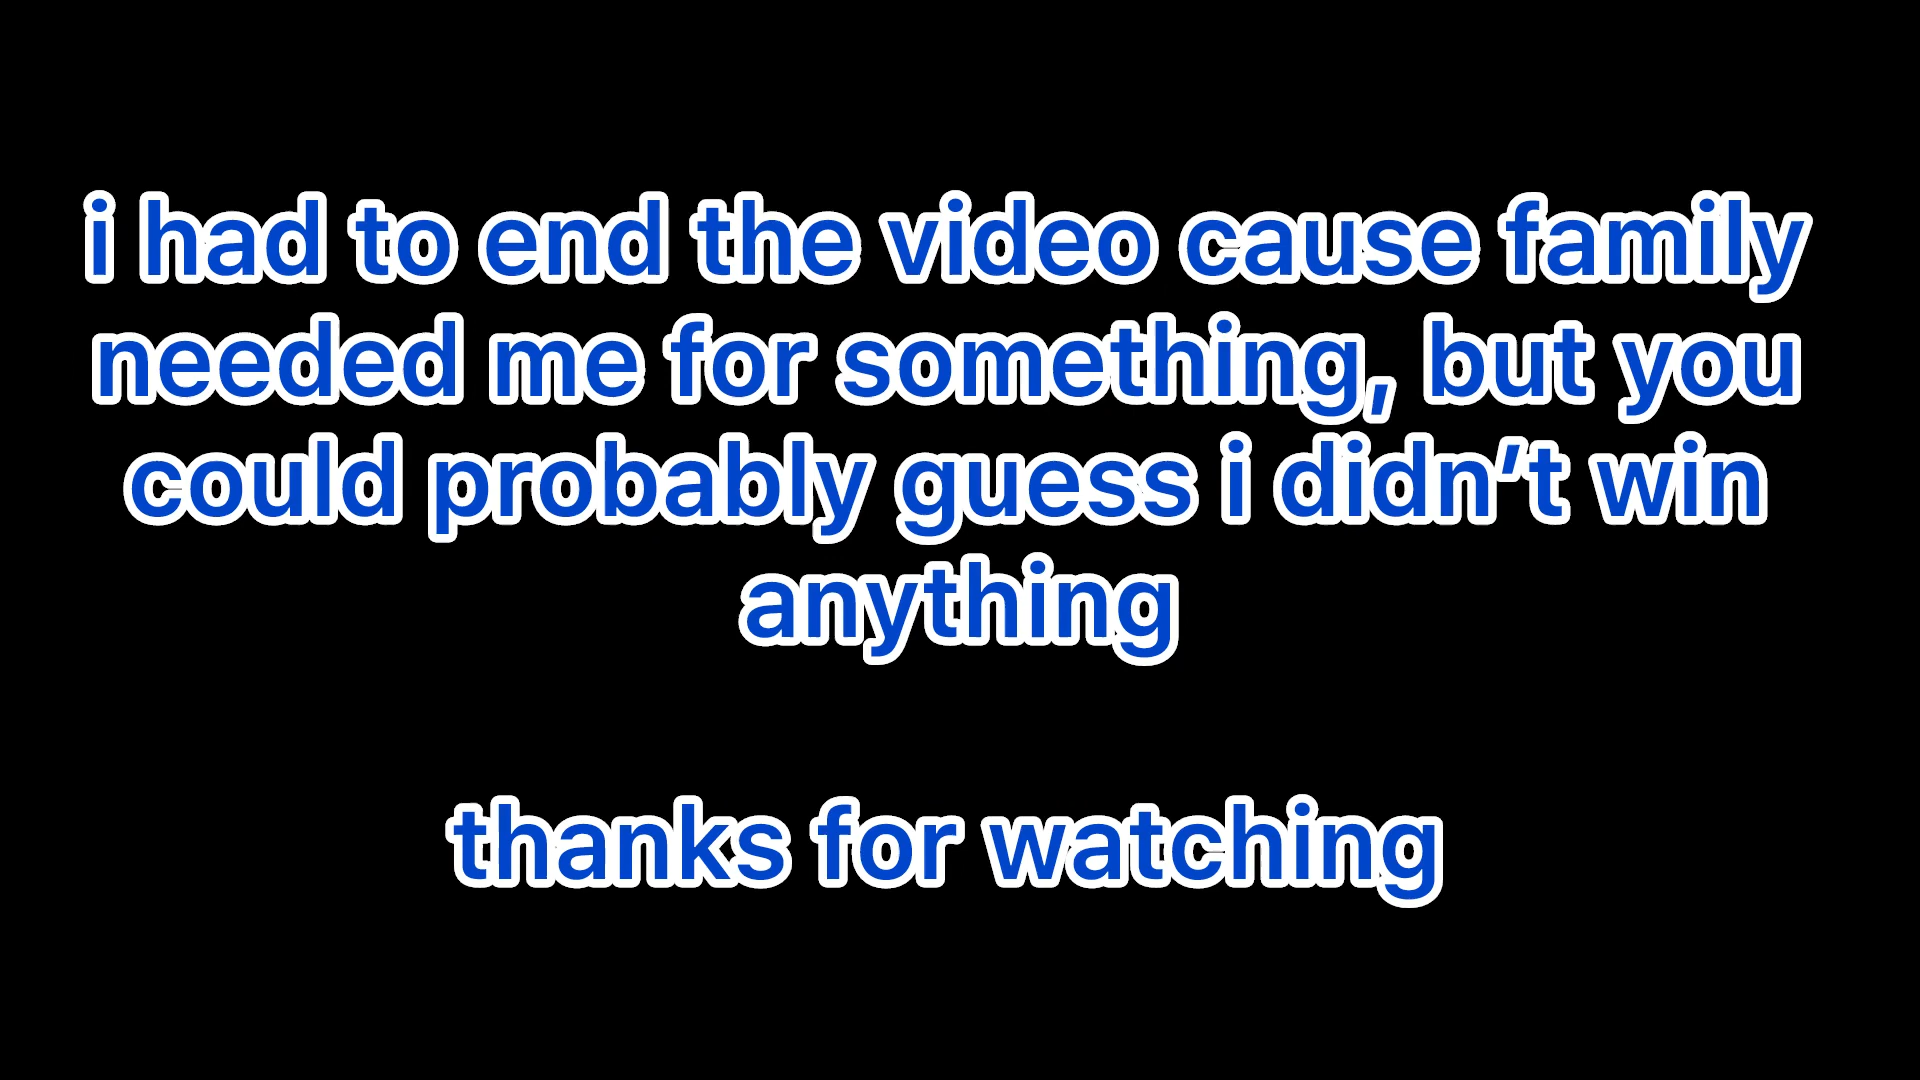 i had to end the video cause family
needed me for something, but you
could probably guess i didn’t win
anything
thanks for watching